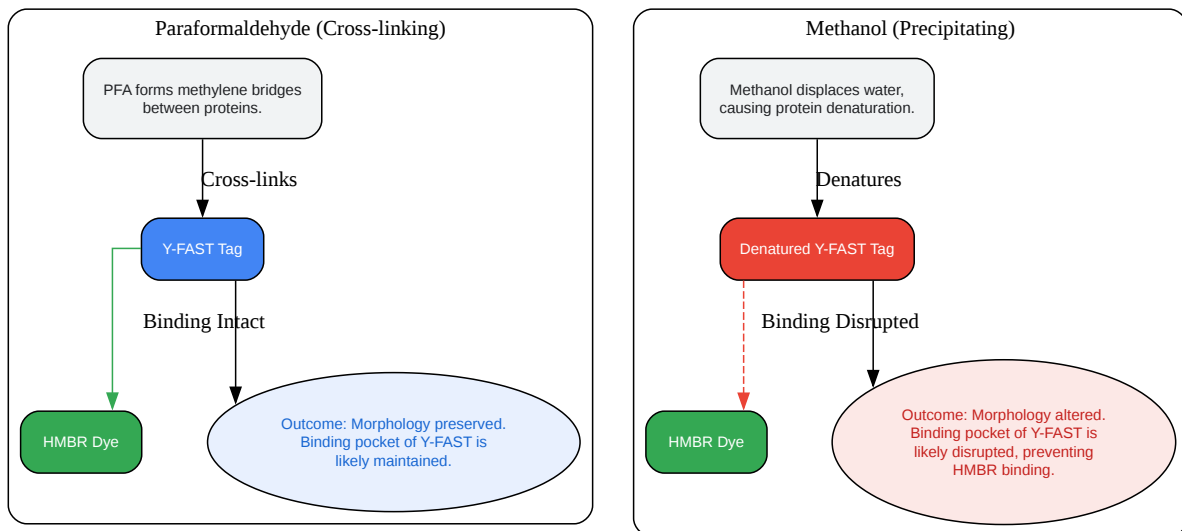 Paraformaldehyde (Cross-linking)
PFA forms methylene bridges
between proteins.
Cross-links
Y-FAST Tag
Binding Intact
HMBR Dye
Outcome: Morphology preserved.
Binding pocket of Y-FAST is
likely maintained.
Methanol (Precipitating)
Methanol displaces water,
causing protein denaturation.
Denatures
Denatured Y-FAST Tag
Binding Disrupted
HMBR Dye
Outcome: Morphology altered.
Binding pocket of Y-FAST is
likely disrupted, preventing
HMBR binding.